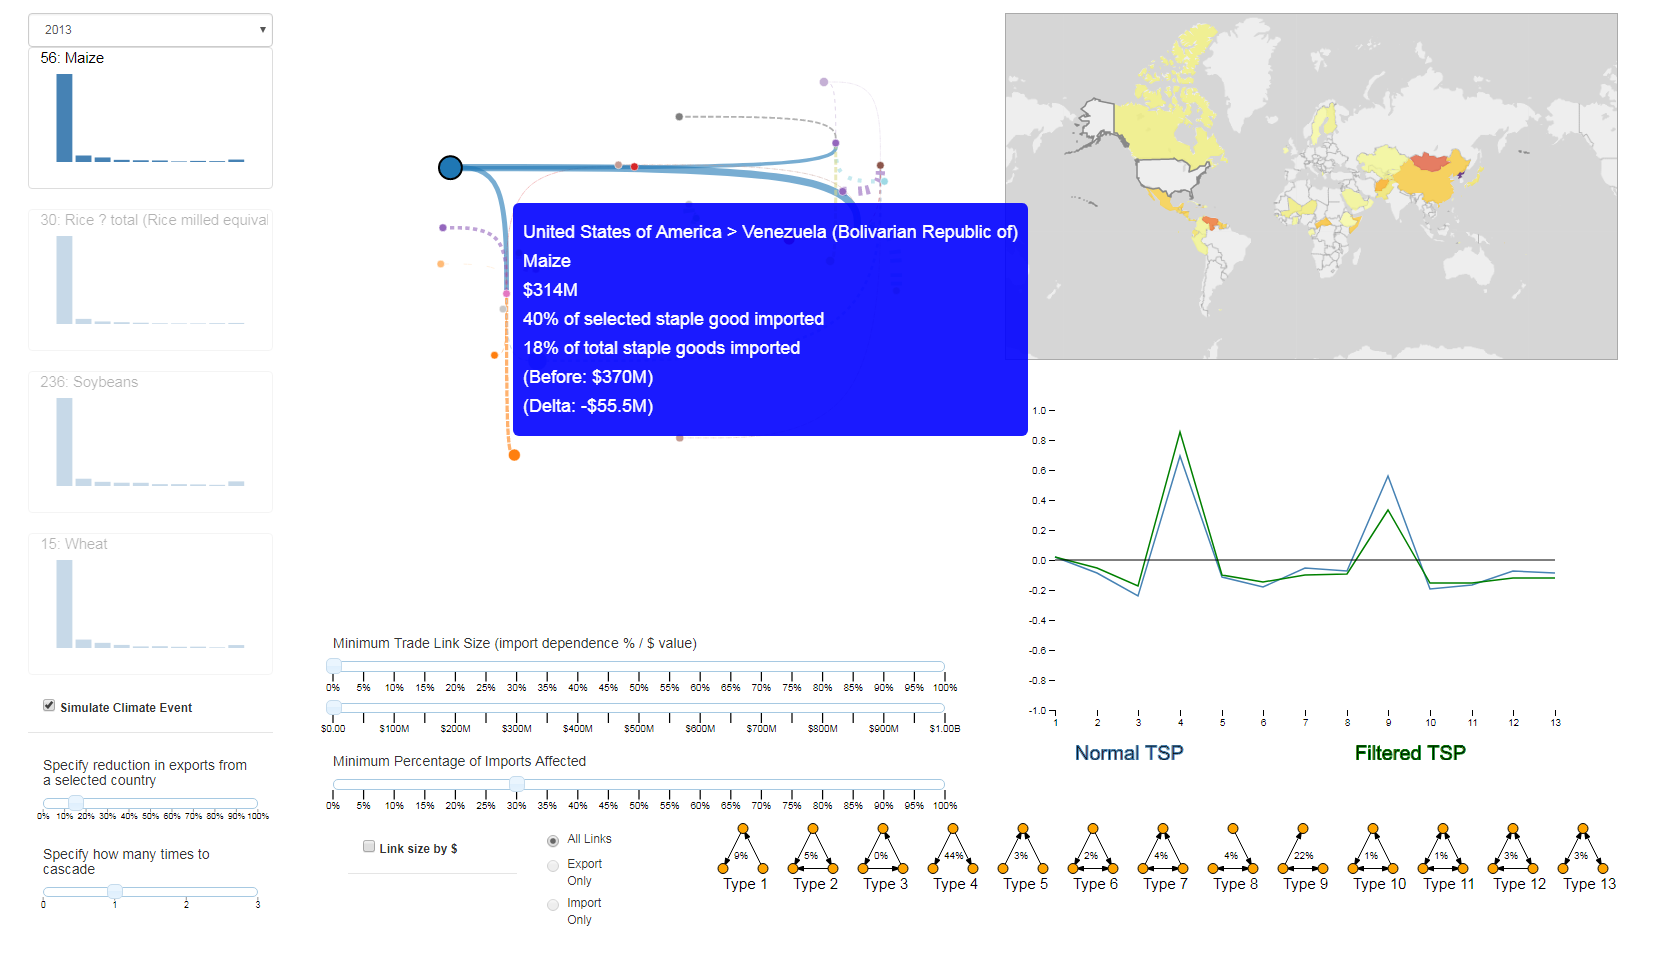 2013
56: Maize
30: Rice ? total (Rice milled equival
236: Soybeans
15: Wheat
Simulate Climate Event
Specify reduction in exports from
a selected country
0% 10% 20% 30% 40% 50% 60% 70% 80% 90% 100%
Specify how many times to
cascade
0 1 2 3
United States of America > Venezuela (Bolivarian Republic of)
Maize
$314M
40% of selected staple good imported
18% of total staple goods imported
(Before: $370M)
(Delta: -$55.5M)
Minimum Trade Link Size (import dependence % / $ value)
0% 5% 10% 15% 20% 25% 30% 35% 40% 45% 50% 55% 60% 65% 70% 75% 80% 85% 90% 95% 100%
$0.00 $100M $200M $300M $400M $500M $600M $700M $800M $900M $1.00B
Minimum Percentage of Imports Affected
0% 5% 10% 15% 20% 25% 30% 35% 40% 45% 50% 55% 60% 65% 70% 75% 80% 85% 90% 95% 100%
Link size by $
All Links
Export
Only
Import
Only
1.0
0.8
0.6
0.4
0.2
0.0
-0.2
-0.4
-0.6
-0.8
-1.0
1 2 3 4 5 6 7 8 9 10 11 12 13
Normal TSP Filtered TSP
9% 5% 0% 44% 3% 2% 4% 4% 22% 1% 1% 3% 3%
Type 1 Type 2 Type 3 Type 4 Type 5 Type 6 Type 7 Type 8 Type 9 Type 10 Type 11 Type 12 Type 13